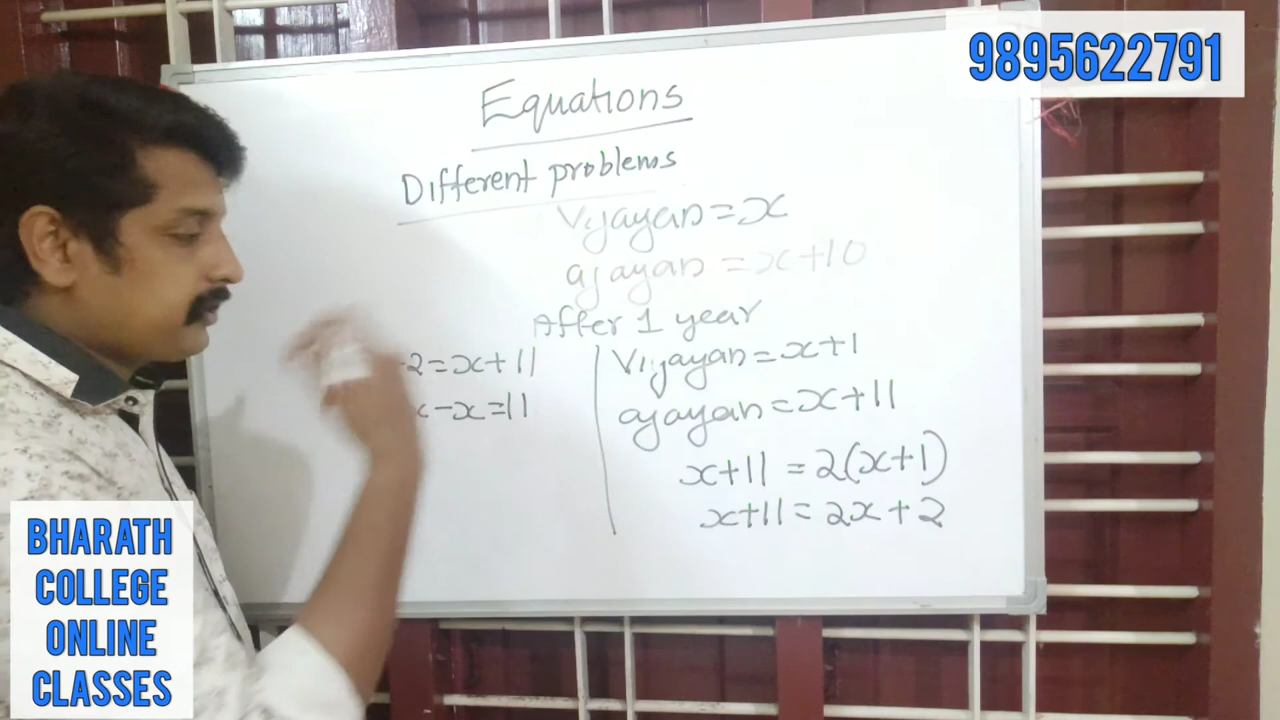 9895622791
Equations
Different problems
Vijayan = x
ajayan = x+10
After 1 year
-2=x+11
x-x=11
Vijayan = x+1
ajayan = x+11
x+11 = 2(x+1)
x+11 = 2x+2
BHARATH
COLLEGE
ONLINE
CLASSES